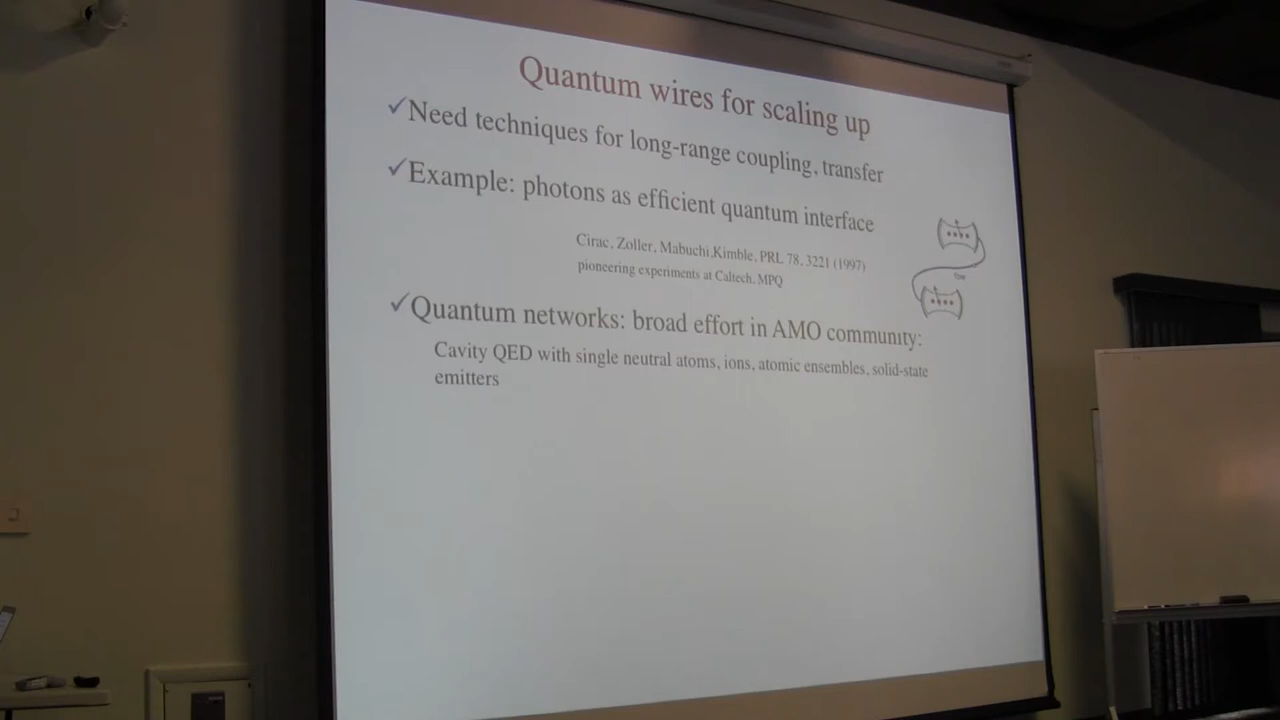 Quantum wires for scaling up
✓Need techniques for long-range coupling, transfer
✓Example: photons as efficient quantum interface
Cirac, Zoller, Mabuchi,Kimble, PRL 78, 3221 (1997)
pioneering experiments at Caltech, MPQ
✓Quantum networks: broad effort in AMO community:
Cavity QED with single neutral atoms, ions, atomic ensembles, solid-state
emitters